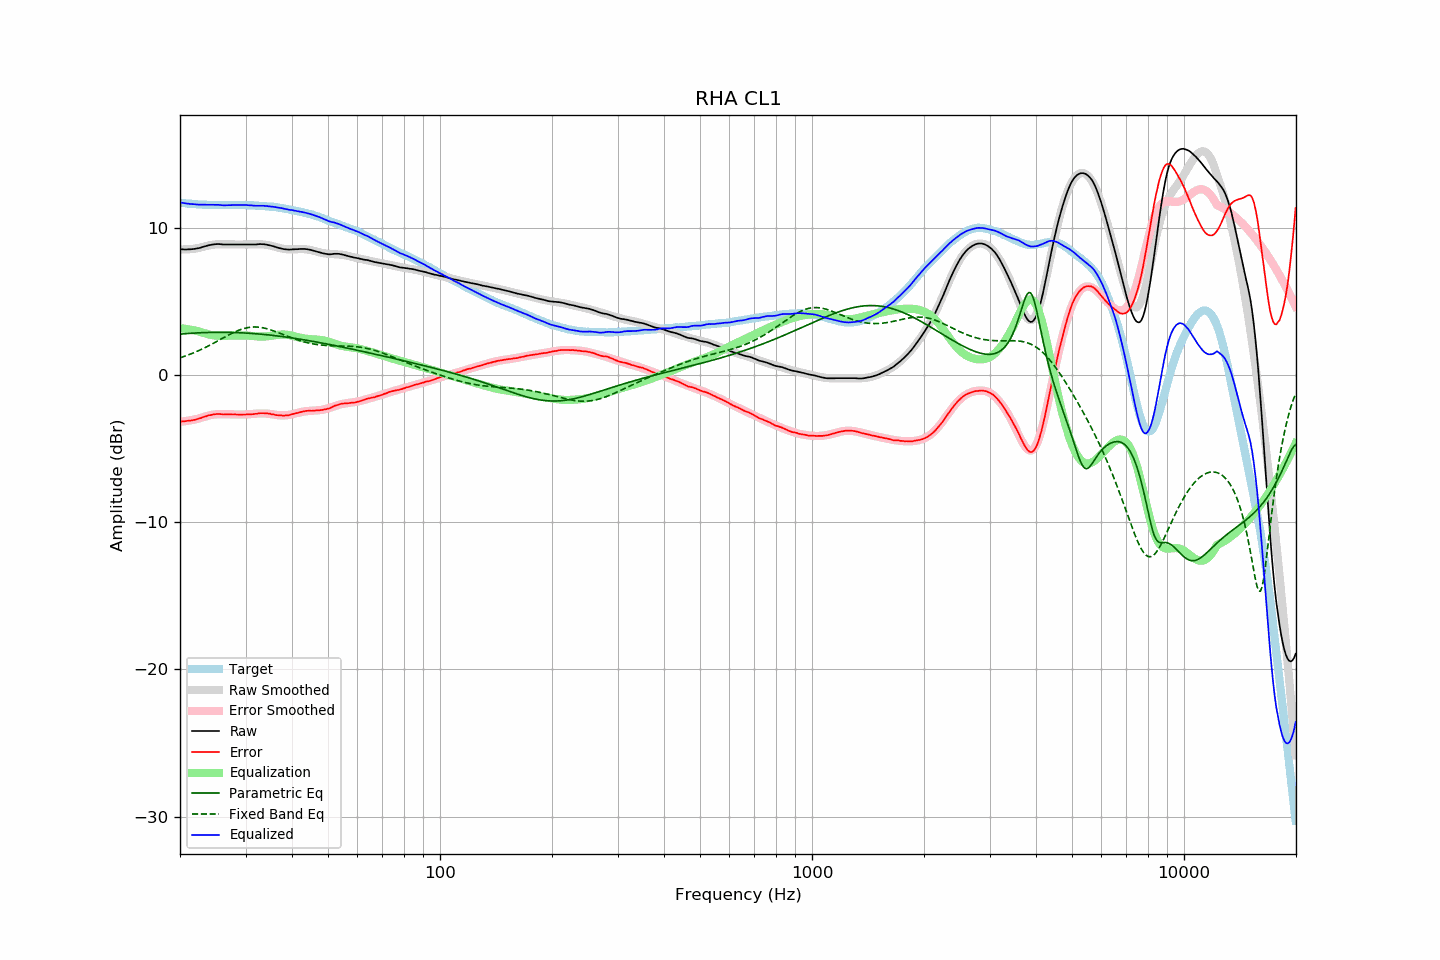 RHA CL1
Amplitude (dBr)
10
0
−10
−20
−30
Target
Raw Smoothed
Error Smoothed
Raw
Error
Equalization
Parametric Eq
Fixed Band Eq
Equalized
100
1000
10000
Frequency (Hz)